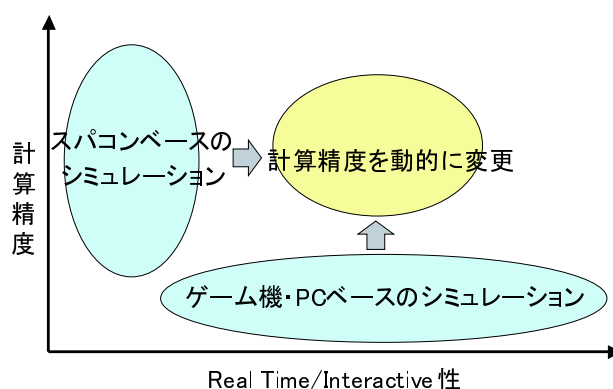 スパコンベースの
シミュレーション
計算精度を動的に変更
計算精度
ゲーム機・PCベースのシミュレーション
Real Time/Interactive 性